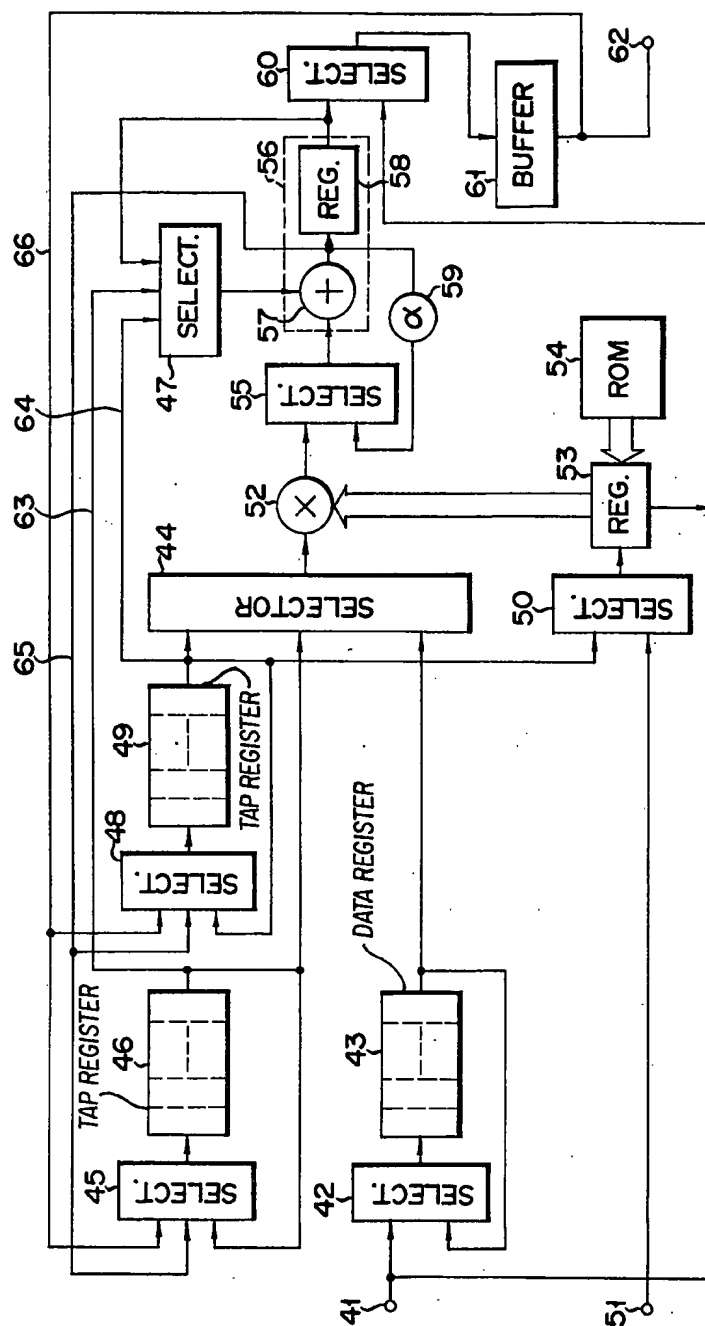 66
65
63
64
TAP REGISTER
46
45
SELECT.
48
SELECT.
49
TAP REGISTER
47
SELECT.
56
57
+
REG.
58
60
SELECT.
α
59
55
SELECT.
61
BUFFER
62
44
SELECTOR
52
×
DATA REGISTER
43
42
SELECT.
41
50
SELECT.
53
REG.
54
ROM
51